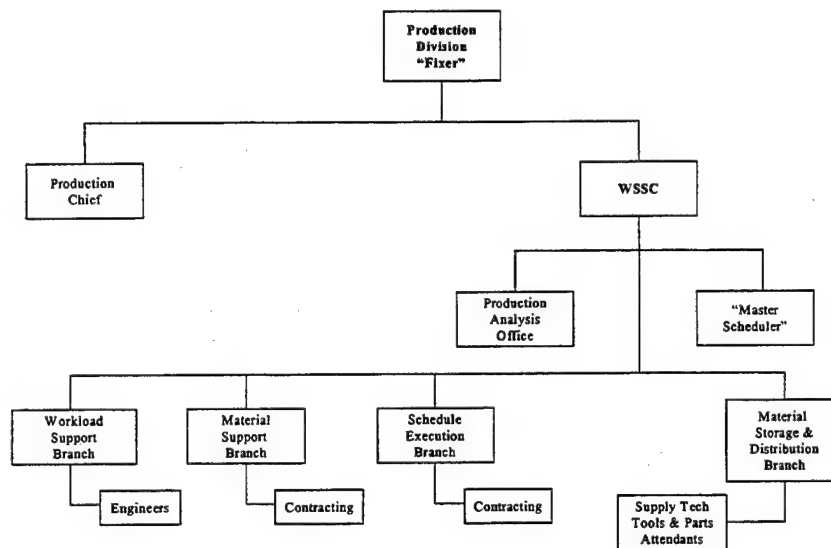 Production
Division
“Fixer”
Production
Chief
WSSC
Production
Analysis
Office
“Master
Scheduler”
Workload
Support
Branch
Material
Support
Branch
Schedule
Execution
Branch
Material
Storage &
Distribution
Branch
Engineers
Contracting
Contracting
Supply Tech
Tools & Parts
Attendants